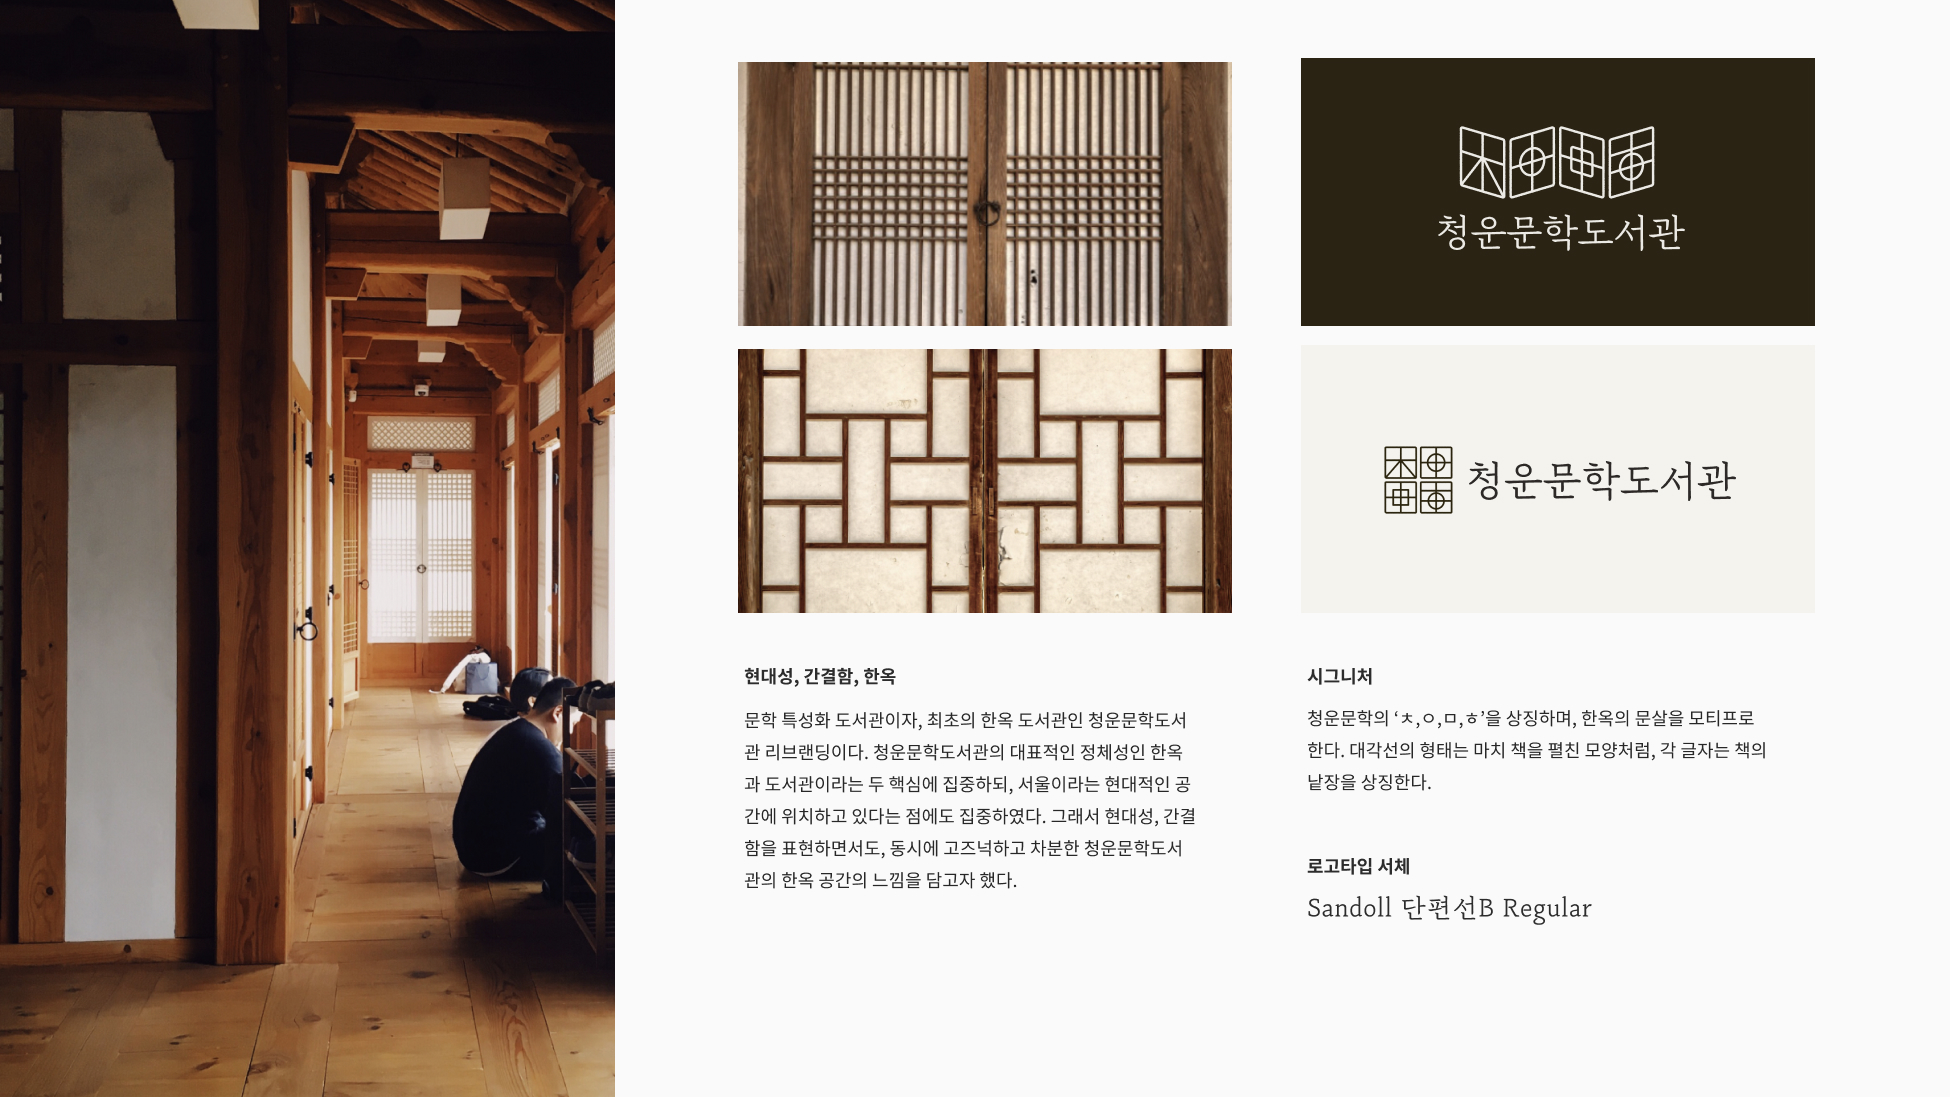 현대성, 간결함, 한옥
문학 특성화 도서관이자, 최초의 한옥 도서관인 청운문학도서
관 리브랜딩이다. 청운문학도서관의 대표적인 정체성인 한옥
과 도서관이라는 두 핵심에 집중하되, 서울이라는 현대적인 공
간에 위치하고 있다는 점에도 집중하였다. 그래서 현대성, 간결
함을 표현하면서도, 동시에 고즈넉하고 차분한 청운문학도서
관의 한옥 공간의 느낌을 담고자 했다.
청운문학도서관
청운문학도서관
시그니처
청운문학의 ‘ㅊ,ㅇ,ㅁ,ㅎ’을 상징하며, 한옥의 문살을 모티프로
한다. 대각선의 형태는 마치 책을 펼친 모양처럼, 각 글자는 책의
낱장을 상징한다.
로고타입 서체
Sandoll 단편선B Regular